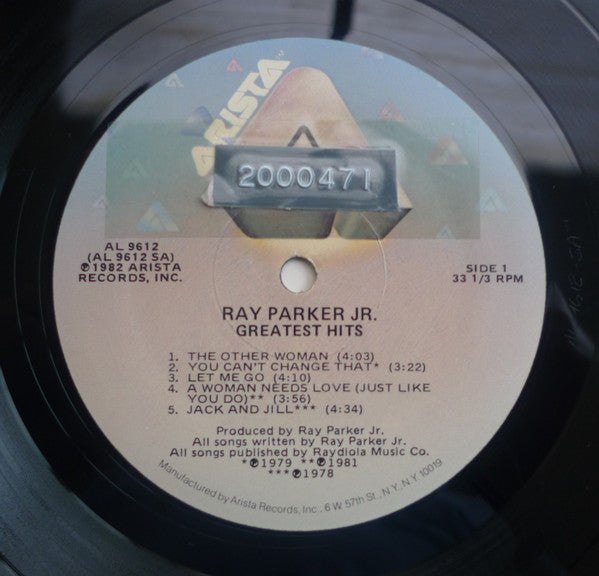 ARISTA
2000471
AL 9612
(AL 9612 SA)
℗1982 ARISTA
RECORDS, INC.
SIDE 1
33 1/3 RPM
RAY PARKER JR.
GREATEST HITS
1. THE OTHER WOMAN (4:03)
2. YOU CAN'T CHANGE THAT* (3:22)
3. LET ME GO (4:10)
4. A WOMAN NEEDS LOVE (JUST LIKE
YOU DO)** (3:56)
5. JACK AND JILL*** (4:34)
Produced by Ray Parker Jr.
All songs written by Ray Parker Jr.
All songs published by Raydiola Music Co.
*℗1979 **℗1981
***℗1978
Manufactured by Arista Records, Inc., 6 W 57th St., N.Y., N.Y. 10019